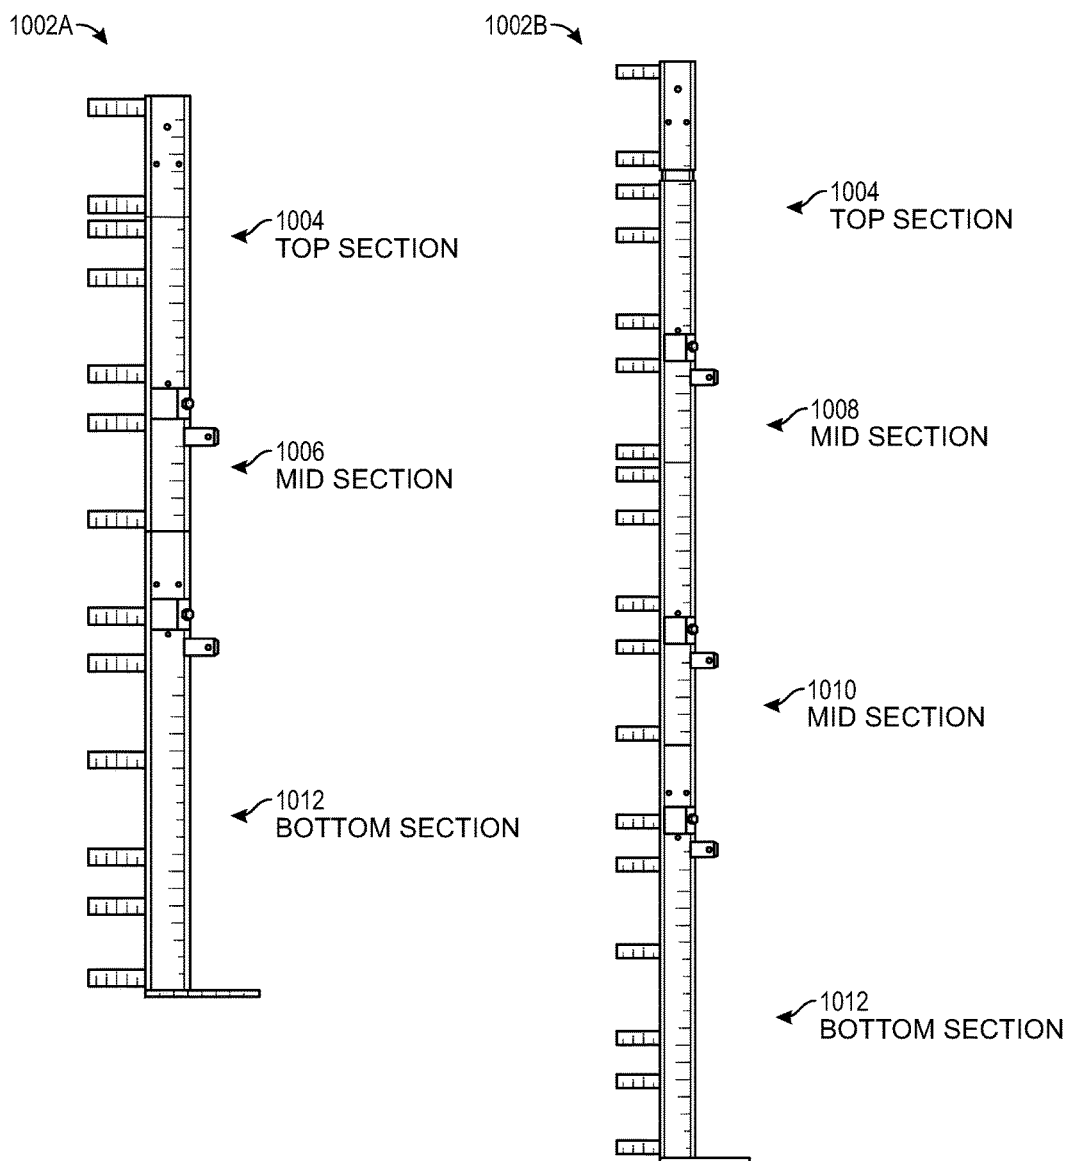 1002A
1002B
1004
TOP SECTION
1004
TOP SECTION
1006
MID SECTION
1008
MID SECTION
1010
MID SECTION
1012
BOTTOM SECTION
1012
BOTTOM SECTION